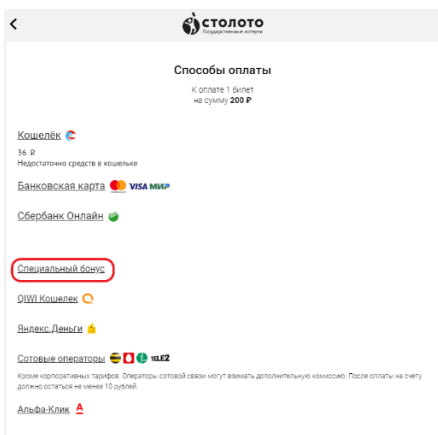 СТОЛОТО
Государственные лотереи
Способы оплаты
К оплате 1 билет
на сумму 200 ₽
Кошелёк
36 ₽
Недостаточно средств в кошельке
Банковская карта VISA МИР
Сбербанк Онлайн
Специальный бонус
QIWI Кошелек
Яндекс.Деньги
Сотовые операторы TELE2
Кроме корпоративных тарифов. Операторы сотовой связи могут взимать дополнительную комиссию. После оплаты на счету
должно остаться не менее 10 рублей.
Альфа-Клик А